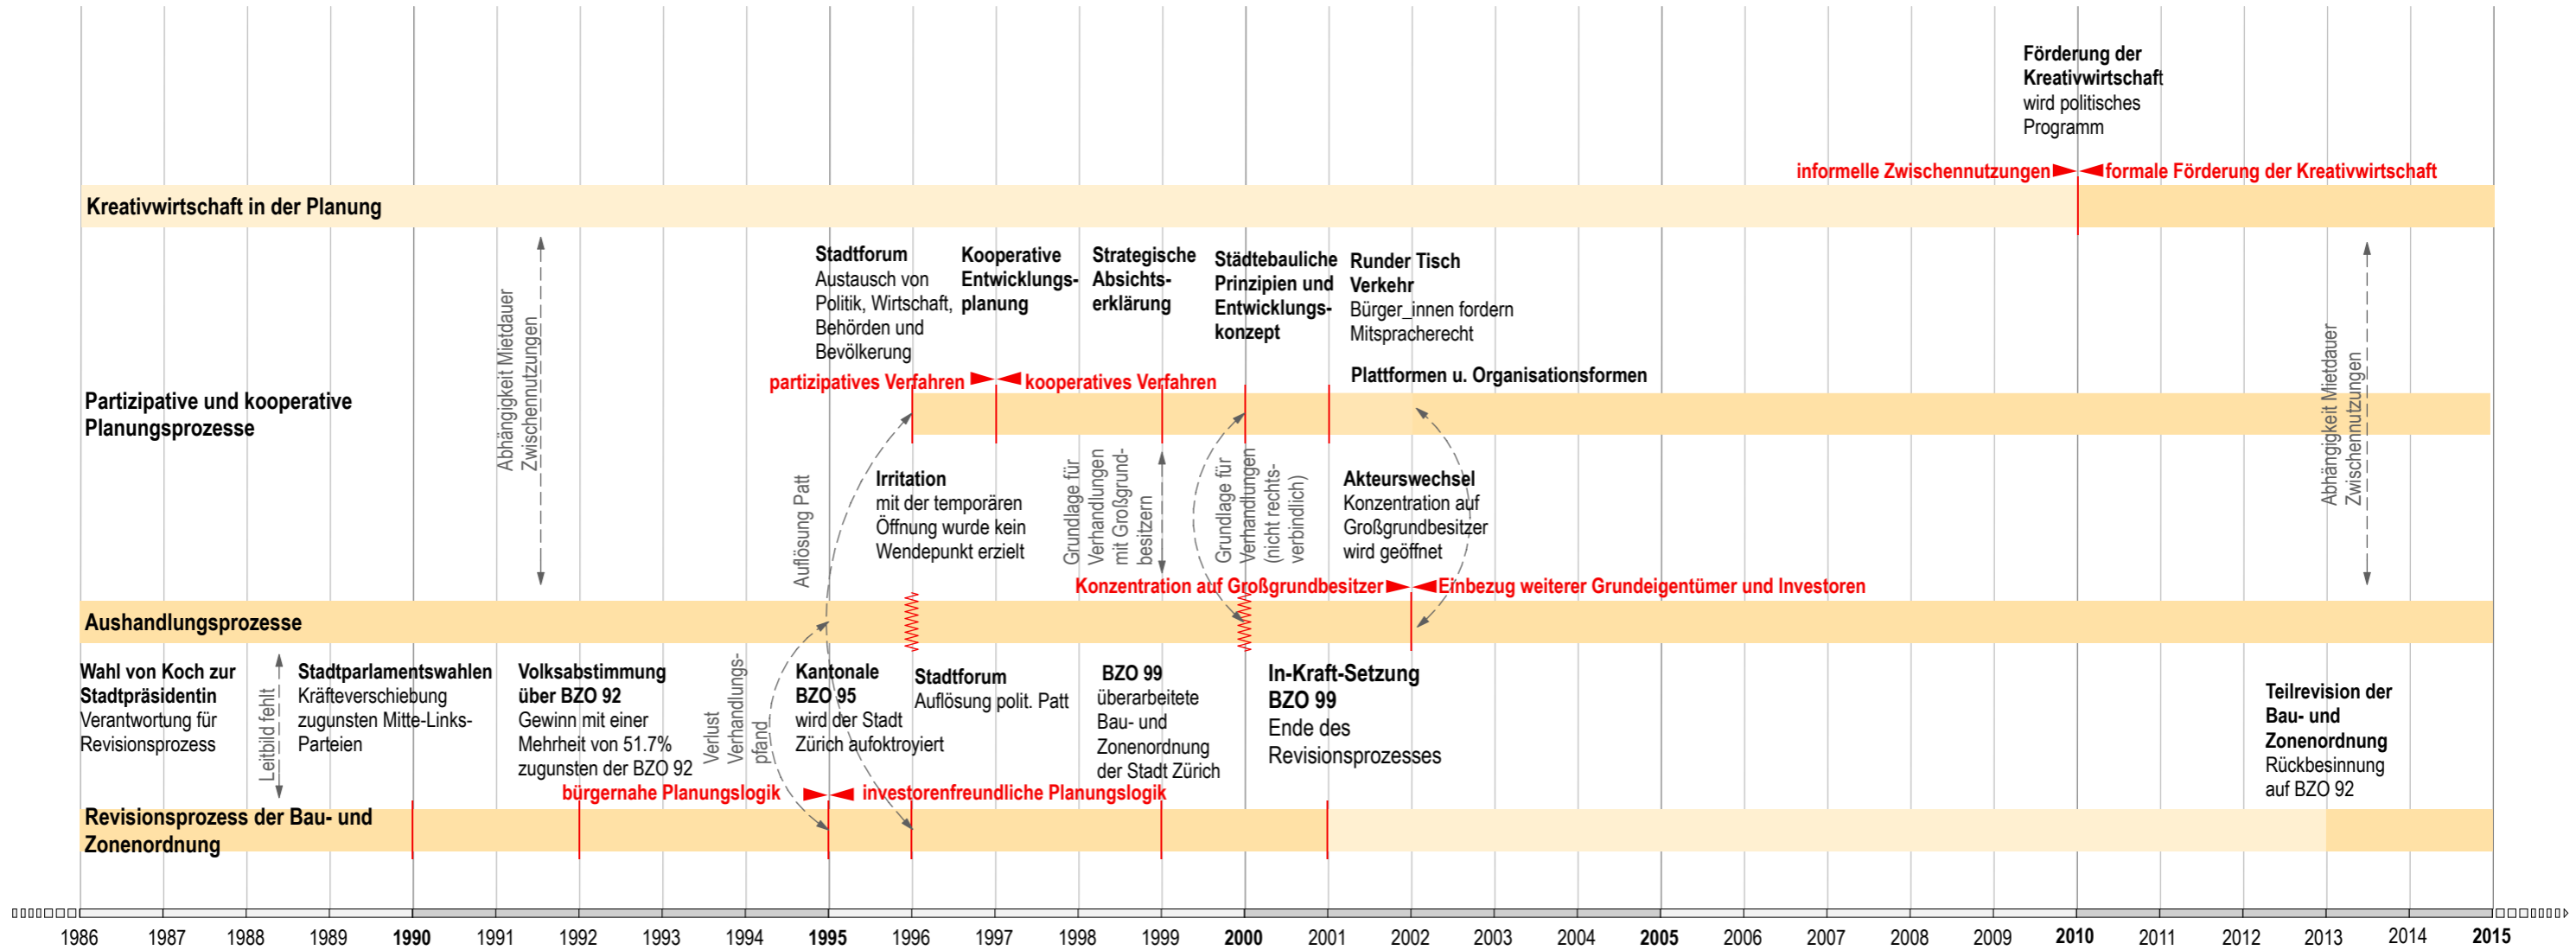 Förderung der
Kreativwirtschaft
wird politisches
Programm
informelle Zwischennutzungen
formale Förderung der Kreativwirtschaft
Kreativwirtschaft in der Planung
Abhängigkeit Mietdauer
Zwischennutzungen
Stadtforum
Austausch von
Politik, Wirtschaft,
Behörden und
Bevölkerung
Kooperative
Entwicklungs-
planung
Strategische
Absichts-
erklärung
Städtebauliche
Prinzipien und
Entwicklungs-
konzept
Runder Tisch
Verkehr
Bürger_innen fordern
Mitspracherecht
Plattformen u. Organisationsformen
Abhängigkeit Mietdauer
Zwischennutzungen
partizipatives Verfahren
kooperatives Verfahren
Partizipative und kooperative
Planungsprozesse
Auflösung Patt
Irritation
mit der temporären
Öffnung wurde kein
Wendepunkt erzielt
Grundlage für
Verhandlungen
mit Großgrund-
besitzern
Grundlage für
Verhandlungen
(nicht rechts-
verbindlich)
Akteurswechsel
Konzentration auf
Großgrundbesitzer
wird geöffnet
Konzentration auf Großgrundbesitzer
Einbezug weiterer Grundeigentümer und Investoren
Aushandlungsprozesse
Wahl von Koch zur
Stadtpräsidentin
Verantwortung für
Revisionsprozess
Leitbild fehlt
Stadtparlamentswahlen
Kräfteverschiebung
zugunsten Mitte-Links-
Parteien
Volksabstimmung
über BZO 92
Gewinn mit einer
Mehrheit von 51.7%
zugunsten der BZO 92
Verlust
Verhandlungs-
pfand
Kantonale
BZO 95
wird der Stadt
Zürich aufoktroyiert
Stadtforum
Auflösung polit. Patt
BZO 99
überarbeitete
Bau- und
Zonenordnung
der Stadt Zürich
In-Kraft-Setzung
BZO 99
Ende des
Revisionsprozesses
Teilrevision der
Bau- und
Zonenordnung
Rückbesinnung
auf BZO 92
bürgernahe Planungslogik
investorenfreundliche Planungslogik
Revisionsprozess der Bau- und
Zonenordnung
1986 1987 1988 1989 1990 1991 1992 1993 1994 1995 1996 1997 1998 1999 2000 2001 2002 2003 2004 2005 2006 2007 2008 2009 2010 2011 2012 2013 2014 2015